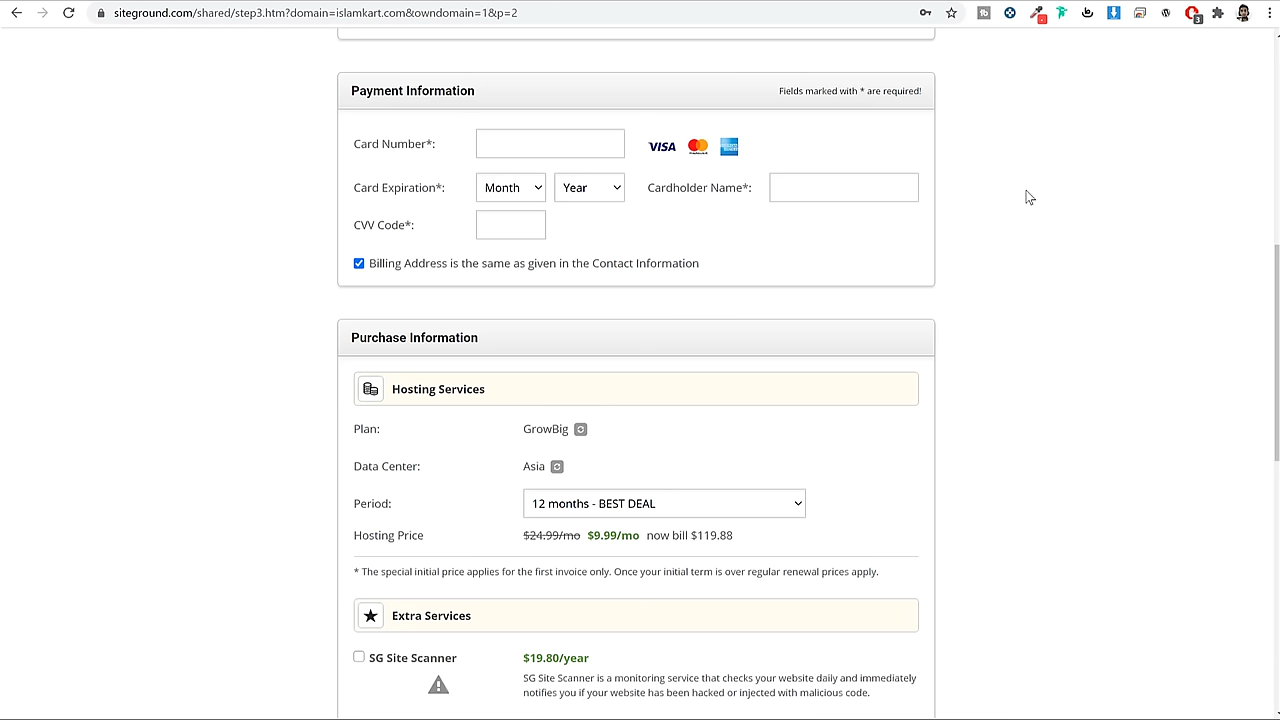 siteground.com/shared/step3.htm?domain=islamkart.com&owndomain=1&p=2
3
Payment Information
Fields marked with * are required!
Card Number*:
VISA
Card Expiration*:
Month
Year
Cardholder Name*:
CVV Code*:
Billing Address is the same as given in the Contact Information
Purchase Information
Hosting Services
Plan:
GrowBig
Data Center:
Asia
Period:
12 months - BEST DEAL
Hosting Price
$24.99/mo $9.99/mo now bill $119.88
* The special initial price applies for the first invoice only. Once your initial term is over regular renewal prices apply.
Extra Services
SG Site Scanner
$19.80/year
SG Site Scanner is a monitoring service that checks your website daily and immediately
notifies you if your website has been hacked or injected with malicious code.